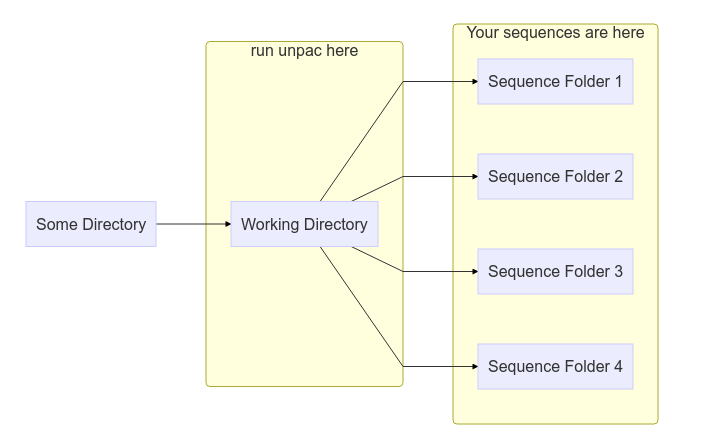 run unpac here
Your sequences are here
Some Directory
Working Directory
Sequence Folder 1
Sequence Folder 2
Sequence Folder 3
Sequence Folder 4